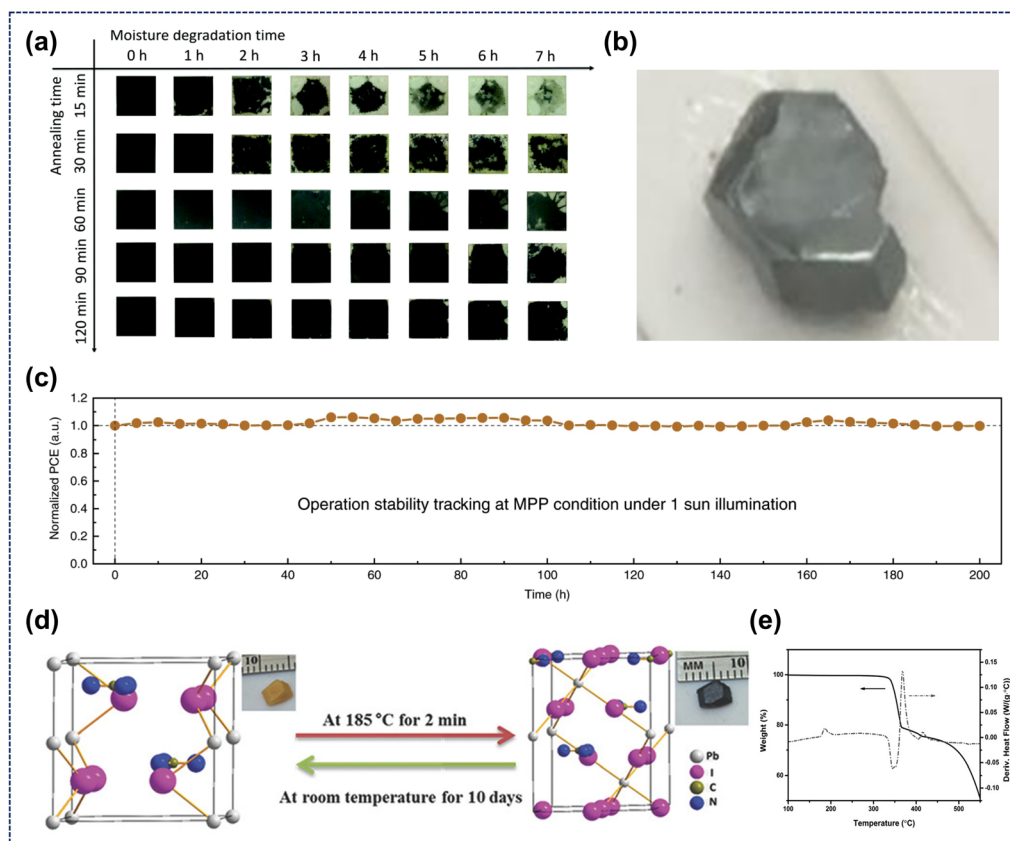 (a)
Moisture degradation time
0 h 1 h 2 h 3 h 4 h 5 h 6 h 7 h
Annealing time
15 min
30 min
60 min
90 min
120 min
(b)
(c)
Normalized PCE (a.u.)
1.2
1.0
0.8
0.6
0.4
0.2
0.0
Operation stability tracking at MPP condition under 1 sun illumination
0 20 40 60 80 100 120 140 160 180 200
Time (h)
(d)
10
At 185 °C for 2 min
At room temperature for 10 days
MM 10
Pb
I
C
N
(e)
Weight (%)
100
80
60
0.15
0.10
0.05
0.00
-0.05
-0.10
Deriv. Heat Flow (W/(g·°C))
100 200 300 400 500
Temperature (°C)